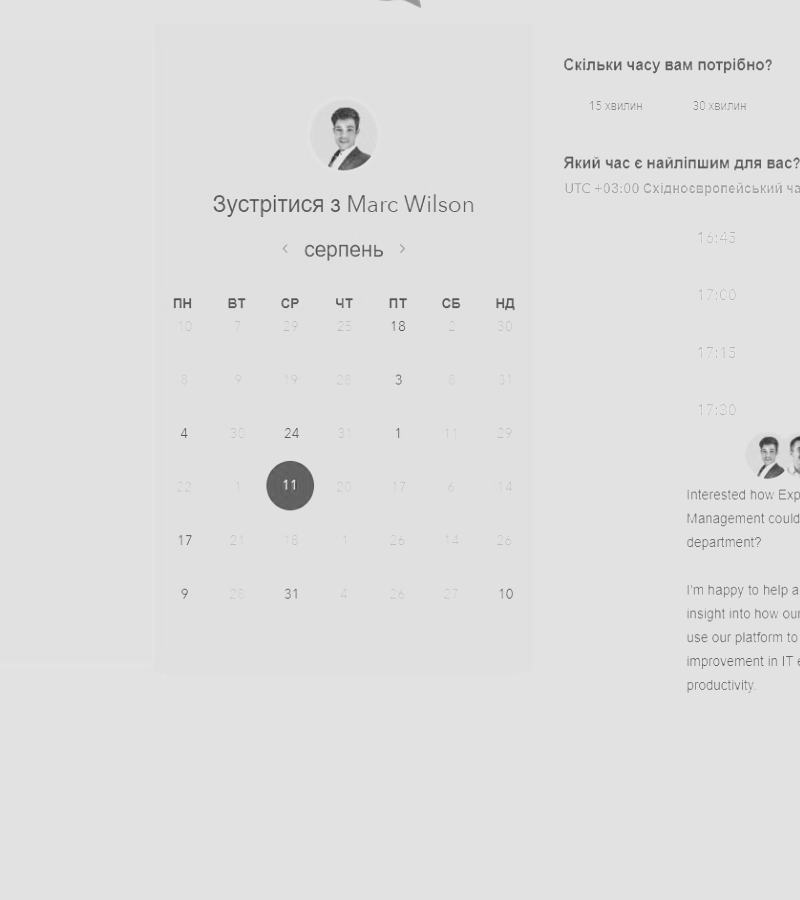 Зустрітися з Marc Wilson
серпень
ПН ВТ СР ЧТ ПТ СБ НД
10 7 29 25 18 2 30
8 9 19 28 3 8 31
4 30 24 31 1 11 29
22 1 11 20 17 6 14
17 21 18 1 26 14 26
9 28 31 4 26 27 10
Скільки часу вам потрібно?
15 хвилин 30 хвилин
Який час є найліпшим для вас?
UTC +03:00 Східноєвропейський ча
16:45
17:00
17:15
17:30
Interested how Exp
Management could
department?
I'm happy to help a
insight into how our
use our platform to
improvement in IT e
productivity.